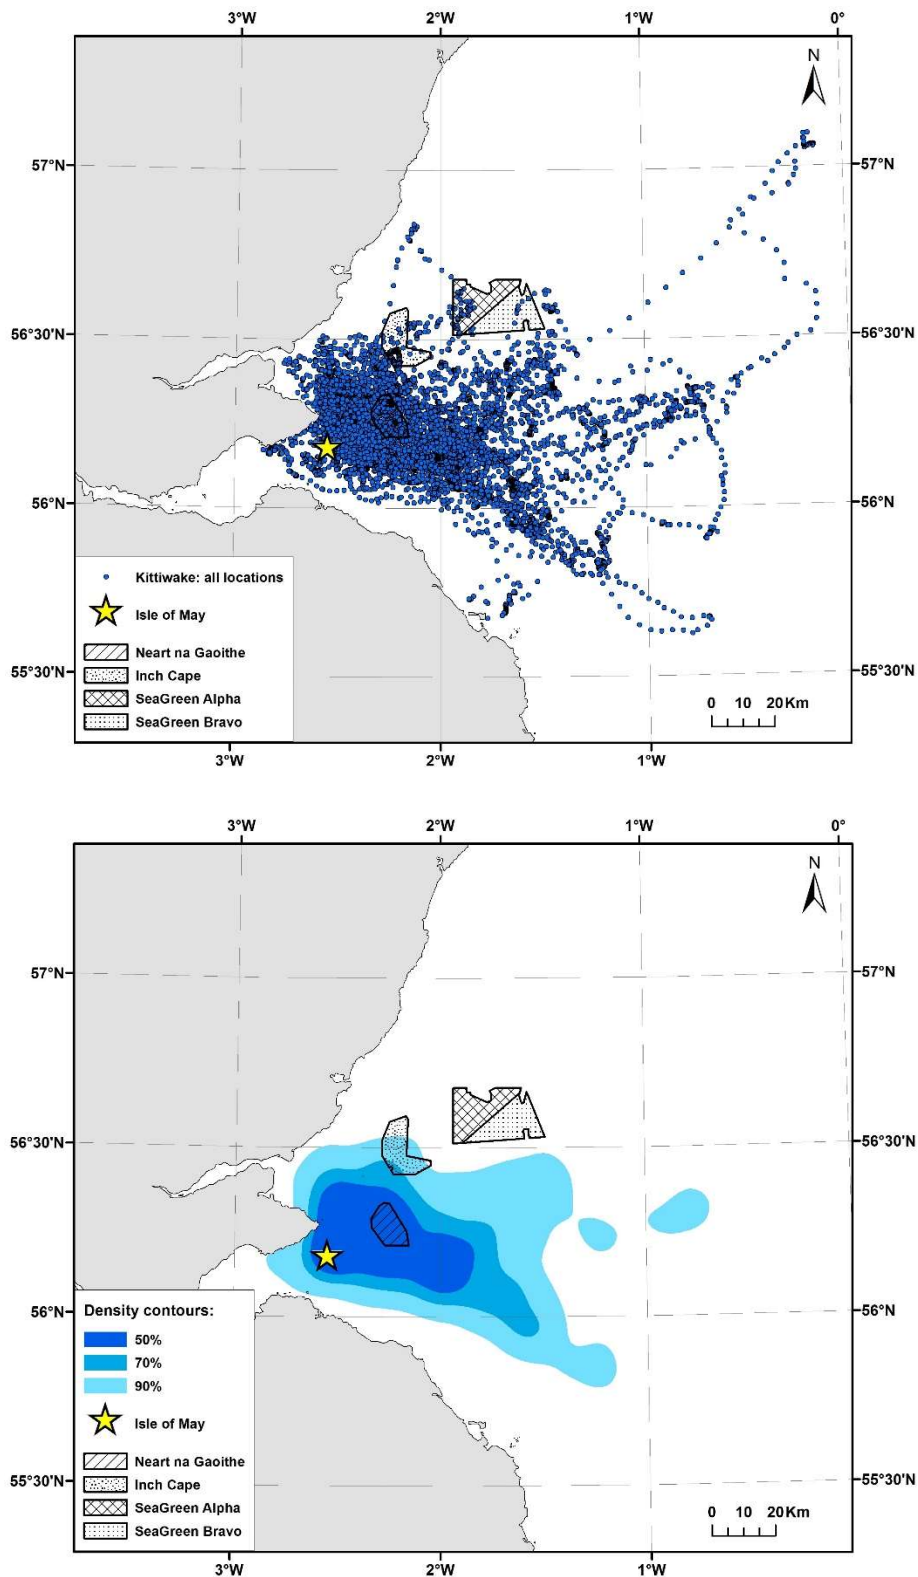 3°W 2°W 1°W 0°
N
57°N 57°N
56°30'N 56°30'N
56°N 56°N
Kittiwake: all locations
Isle of May
Neart na Gaoithe
55°30'N 55°30'N
Inch Cape
SeaGreen Alpha
0 10 20 Km
SeaGreen Bravo
3°W 2°W 1°W
3°W 2°W 1°W 0°
N
57°N 57°N
56°30'N 56°30'N
56°N 56°N
Density contours:
50%
70%
90%
Isle of May
Neart na Gaoithe
55°30'N 55°30'N
Inch Cape
SeaGreen Alpha
0 10 20 Km
SeaGreen Bravo
3°W 2°W 1°W